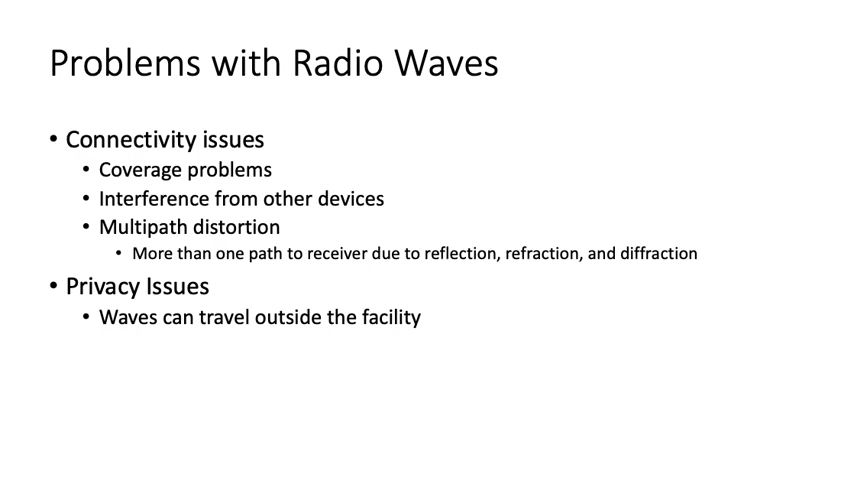 Problems with Radio Waves
• Connectivity issues
• Coverage problems
• Interference from other devices
• Multipath distortion
• More than one path to receiver due to reflection, refraction, and diffraction
• Privacy Issues
• Waves can travel outside the facility